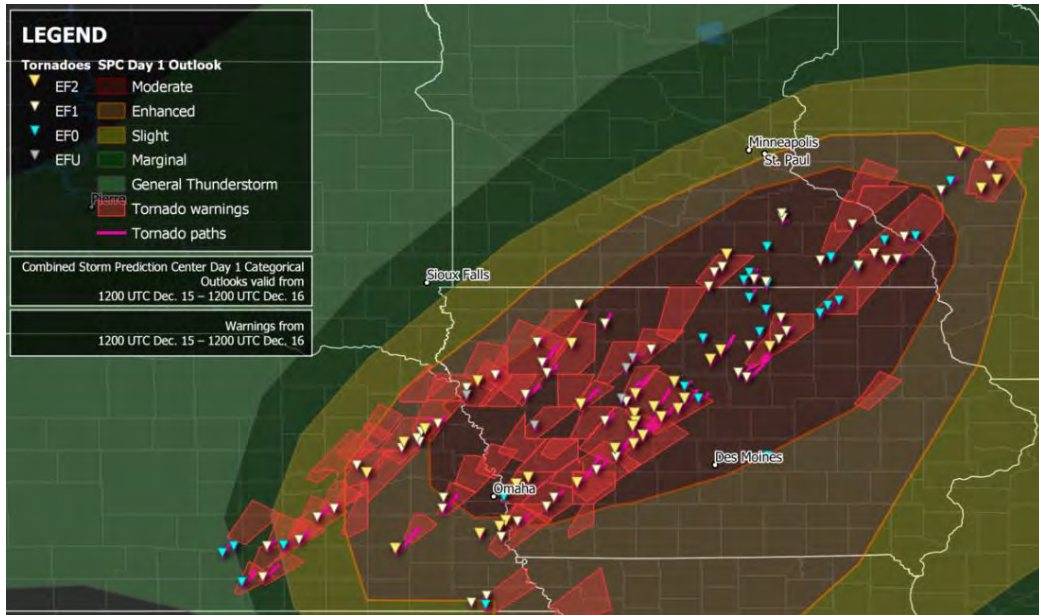 LEGEND
Tornadoes SPC Day 1 Outlook
EF2 Moderate
EF1 Enhanced
EF0 Slight
EFU Marginal
General Thunderstorm
Pierre
Tornado warnings
Tornado paths
Combined Storm Prediction Center Day 1 Categorical
Outlooks valid from
1200 UTC Dec. 15 – 1200 UTC Dec. 16
Warnings from
1200 UTC Dec. 15 – 1200 UTC Dec. 16
Minneapolis
St. Paul
Sioux Falls
Des Moines
Omaha